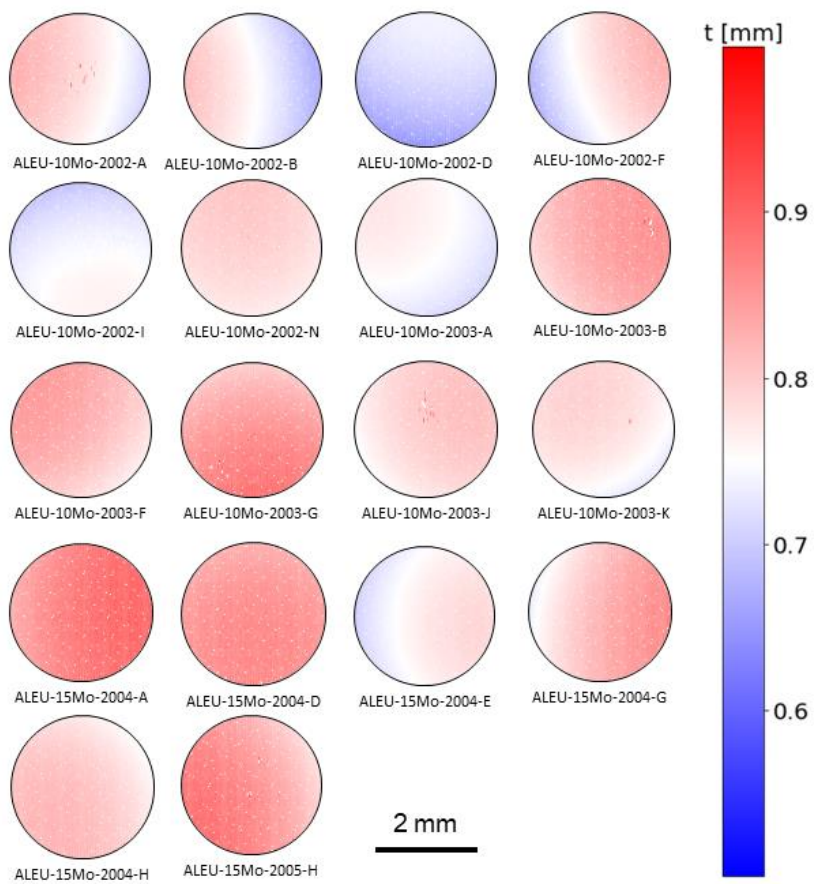 t [mm]
ALEU-10Mo-2002-A
ALEU-10Mo-2002-B
ALEU-10Mo-2002-D
ALEU-10Mo-2002-F
0.9
ALEU-10Mo-2002-I
ALEU-10Mo-2002-N
ALEU-10Mo-2003-A
ALEU-10Mo-2003-B
0.8
ALEU-10Mo-2003-F
ALEU-10Mo-2003-G
ALEU-10Mo-2003-J
ALEU-10Mo-2003-K
0.7
ALEU-15Mo-2004-A
ALEU-15Mo-2004-D
ALEU-15Mo-2004-E
ALEU-15Mo-2004-G
0.6
2 mm
ALEU-15Mo-2004-H
ALEU-15Mo-2005-H